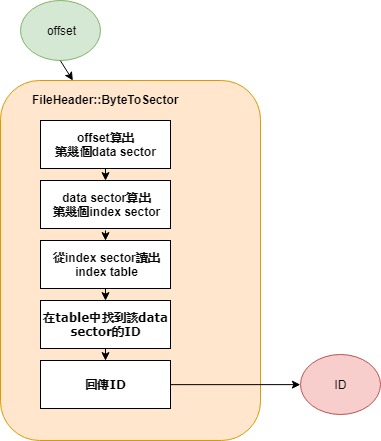 offset
FileHeader::ByteToSector
offset算出
第幾個data sector
data sector算出
第幾個index sector
從index sector讀出
index table
在table中找到該data
sector的ID
回傳ID
ID